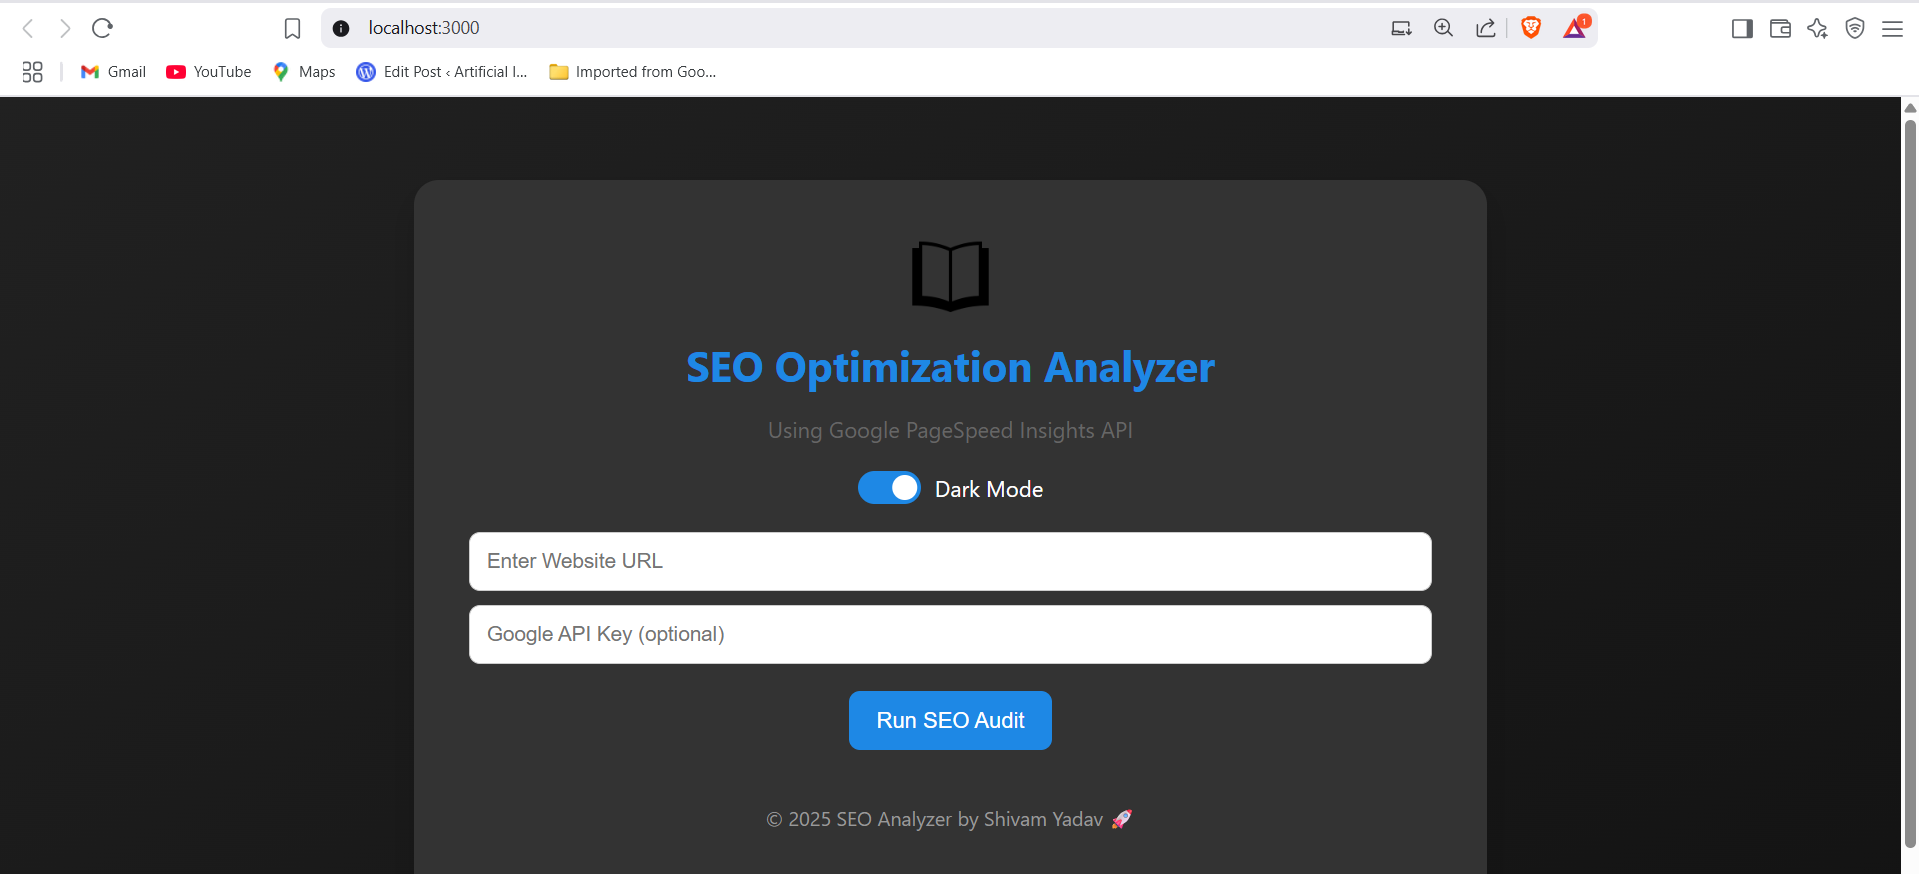 localhost:3000
1
Gmail YouTube Maps Edit Post ‹ Artificial I... Imported from Goo...
SEO Optimization Analyzer
Using Google PageSpeed Insights API
Dark Mode
Enter Website URL
Google API Key (optional)
Run SEO Audit
© 2025 SEO Analyzer by Shivam Yadav 🚀